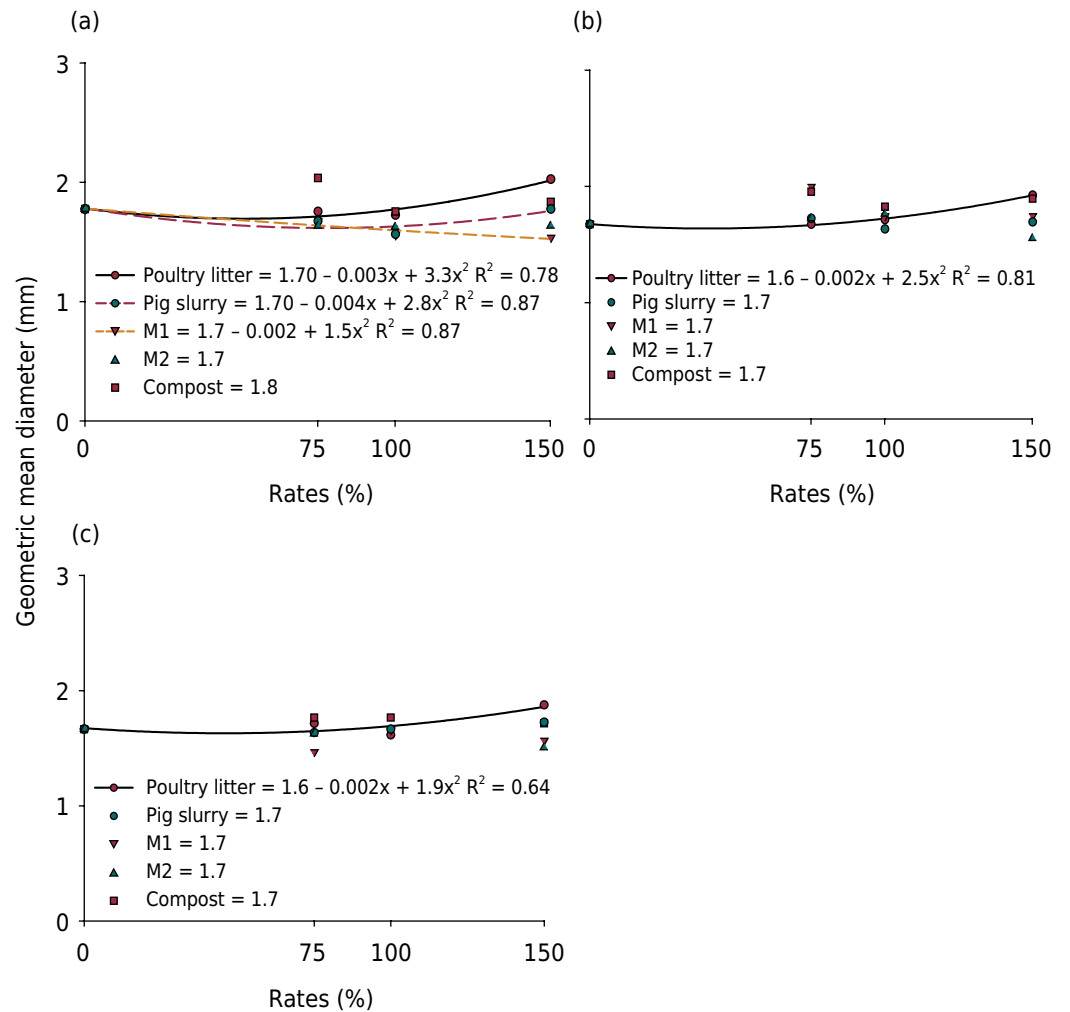 (a)
3
2
1
0
Poultry litter = 1.70 – 0.003x + 3.3x² R² = 0.78
Pig slurry = 1.70 – 0.004x + 2.8x² R² = 0.87
M1 = 1.7 – 0.002 + 1.5x² R² = 0.87
M2 = 1.7
Compost = 1.8
0 75 100 150
Rates (%)
(b)
Poultry litter = 1.6 – 0.002x + 2.5x² R² = 0.81
Pig slurry = 1.7
M1 = 1.7
M2 = 1.7
Compost = 1.7
0 75 100 150
Rates (%)
Geometric mean diameter (mm)
(c)
3
2
1
0
Poultry litter = 1.6 – 0.002x + 1.9x² R² = 0.64
Pig slurry = 1.7
M1 = 1.7
M2 = 1.7
Compost = 1.7
0 75 100 150
Rates (%)